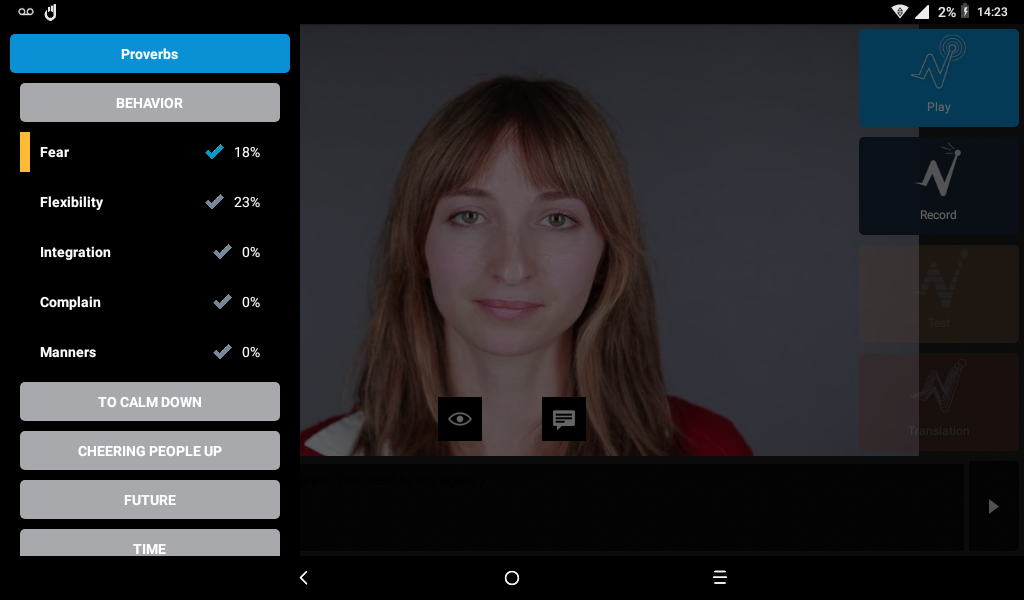 2% 14:23
Proverbs
BEHAVIOR
Fear 18%
Flexibility 23%
Integration 0%
Complain 0%
Manners 0%
TO CALM DOWN
CHEERING PEOPLE UP
FUTURE
TIME
Play
Record
Test
Translation